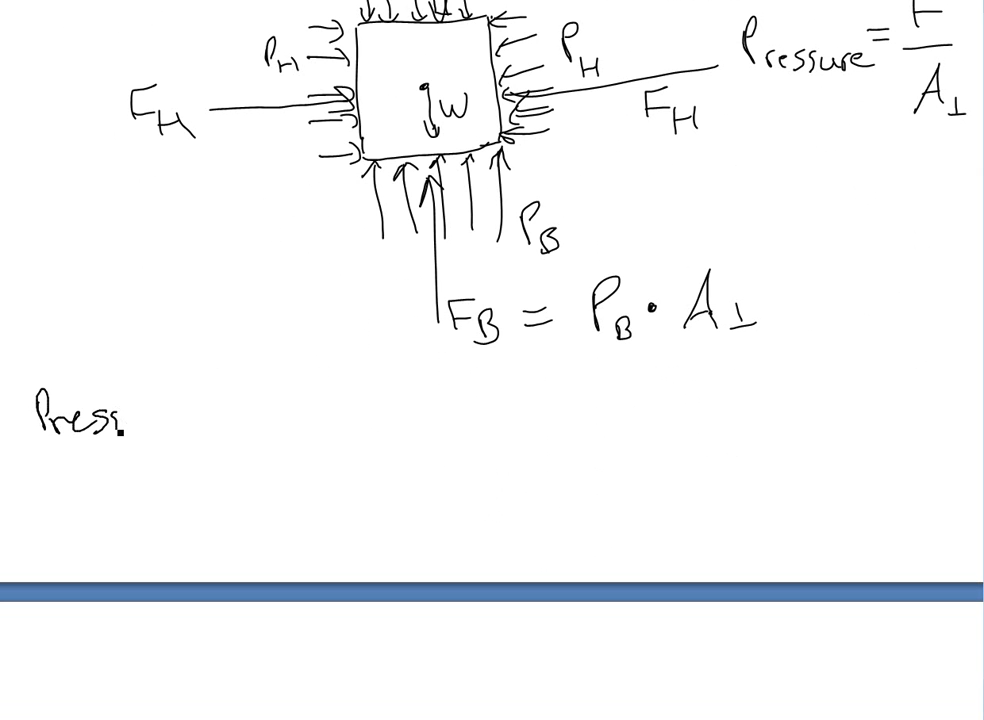 P_H
P_H
Pressure = F / A⊥
F_H
W
F_H
P_B
F_B = P_B · A⊥
Press